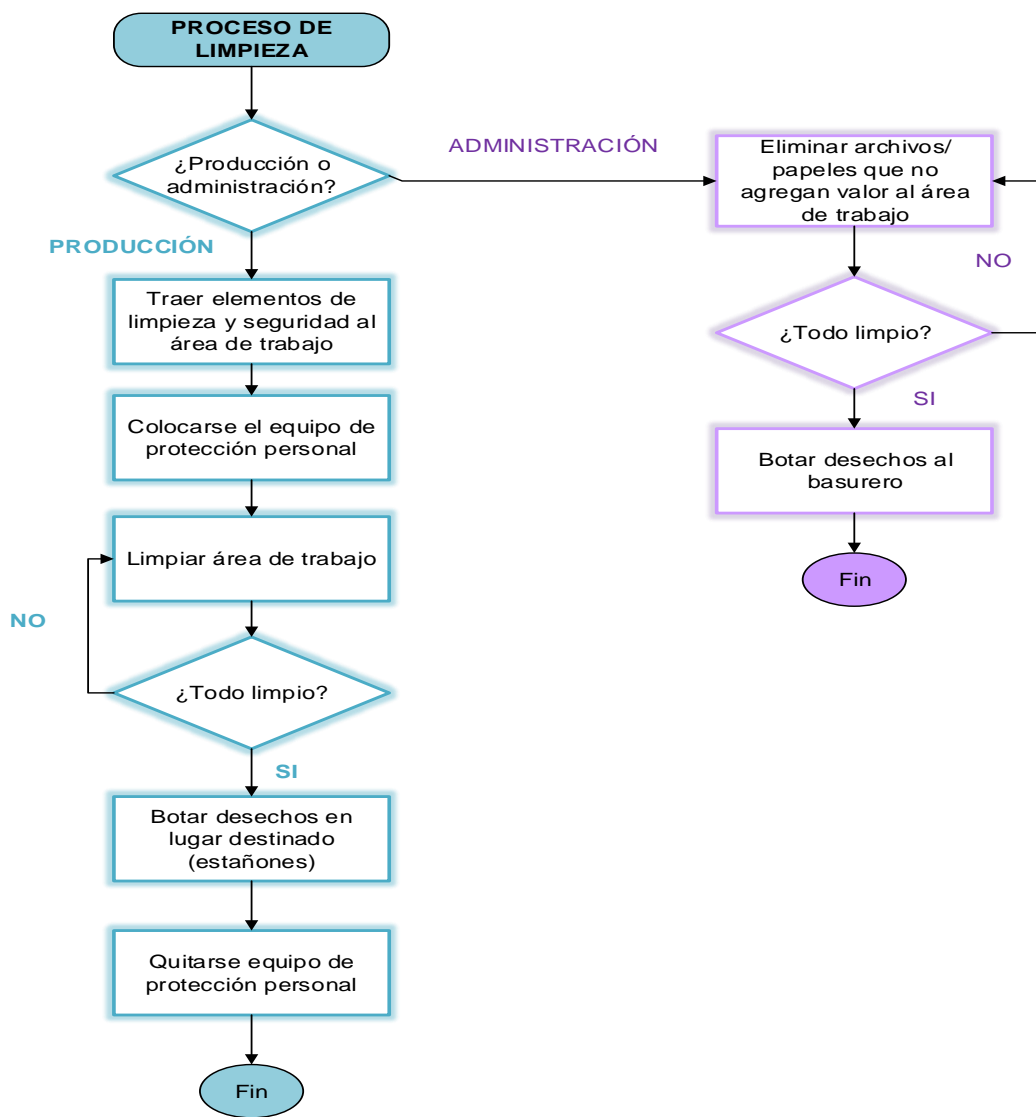 PROCESO DE
LIMPIEZA
¿Producción o
administración?
ADMINISTRACIÓN
PRODUCCIÓN
Traer elementos de
limpieza y seguridad al
área de trabajo
Colocarse el equipo de
protección personal
Limpiar área de trabajo
NO
¿Todo limpio?
SI
Botar desechos en
lugar destinado
(estañones)
Quitarse equipo de
protección personal
Fin
Eliminar archivos/
papeles que no
agregan valor al área
de trabajo
NO
¿Todo limpio?
SI
Botar desechos al
basurero
Fin